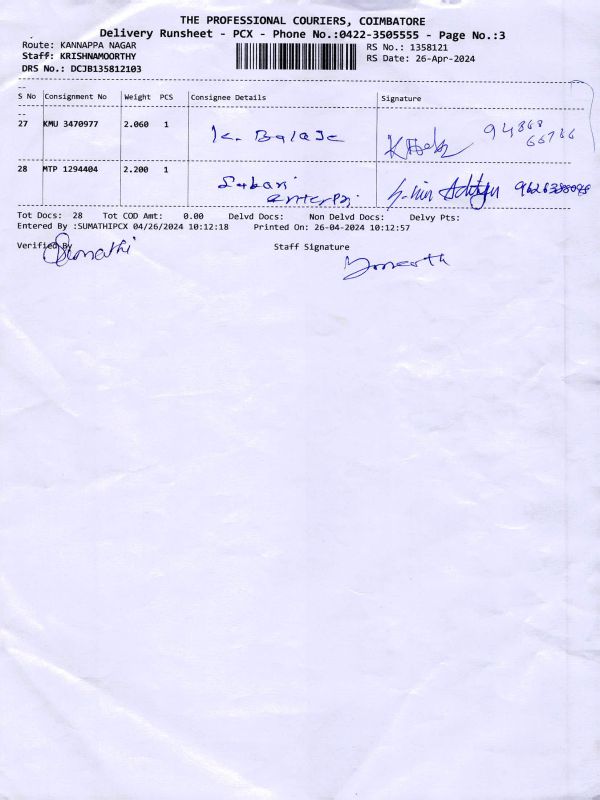 THE PROFESSIONAL COURIERS, COIMBATORE
Delivery Runsheet - PCX - Phone No.:0422-3505555 - Page No.:3
Route: KANNAPPA NAGAR
Staff: KRISHNAMOORTHY
DRS No.: DCJB135812103
RS No.: 1358121
RS Date: 26-Apr-2024
S No Consignment No Weight PCS Consignee Details Signature
27 KMU 3470977 2.060 1 K. Balaje 94868
28 MTP 1294404 2.200 1 Sabari
Tot Docs: 28 Tot COD Amt: 0.00 Delvd Docs: Non Delvd Docs: Delvy Pts:
Entered By :SUMATHIPCX 04/26/2024 10:12:18 Printed On: 26-04-2024 10:12:57
Verified By Staff Signature
Sumathi